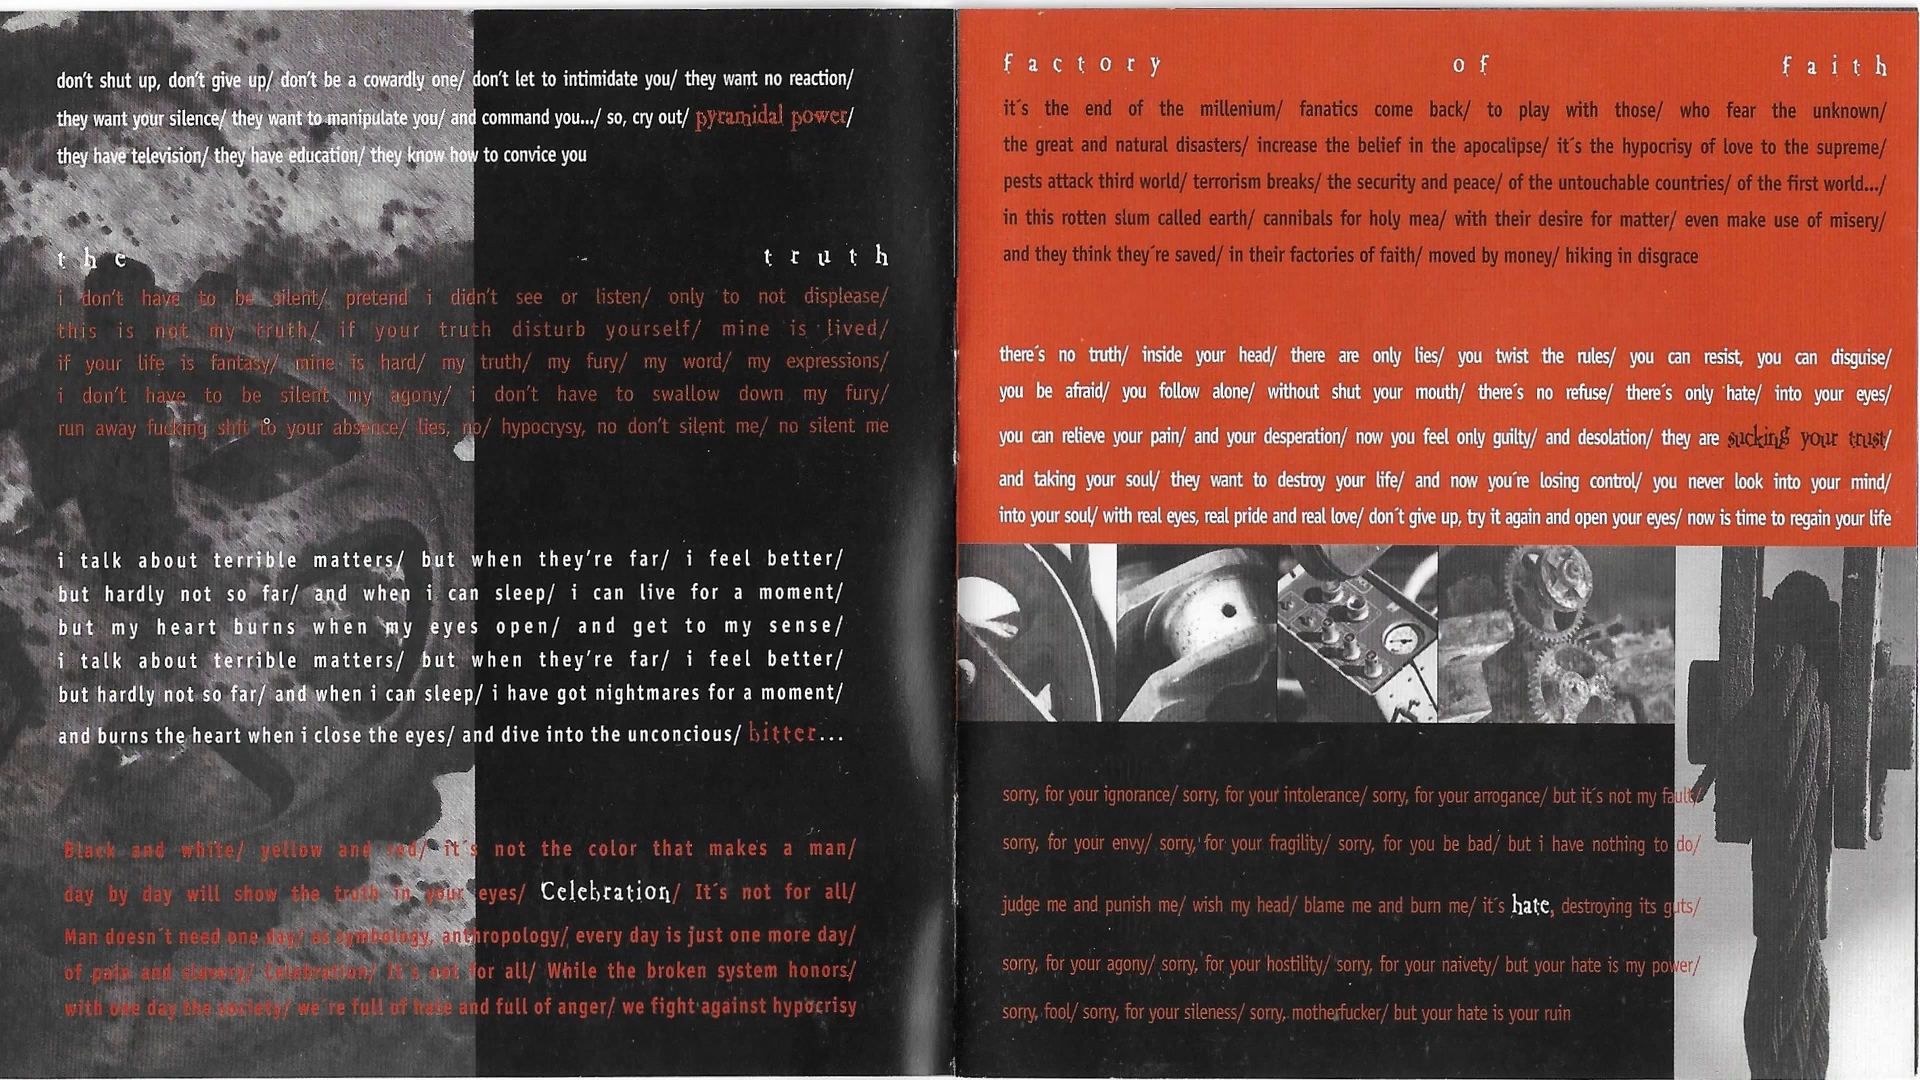 don't shut up, don't give up/ don't be a cowardly one/ don't let to intimidate you/ they want no reaction/
they want your silence/ they want to manipulate you/ and command you.../ so, cry out/ pyramidal power/
they have television/ they have education/ they know how to convice you
the truth
i don't have to be silent/ pretend i didn't see or listen/ only to not displease/
this is not my truth/ if your truth disturb yourself/ mine is lived/
if your life is fantasy/ mine is hard/ my truth/ my fury/ my word/ my expressions/
i don't have to be silent my agony/ i don't have to swallow down my fury/
run away fucking shit to your absence/ lies, no/ hypocrysy, no don't silent me/ no silent me
i talk about terrible matters/ but when they're far/ i feel better/
but hardly not so far/ and when i can sleep/ i can live for a moment/
but my heart burns when my eyes open/ and get to my sense/
i talk about terrible matters/ but when they're far/ i feel better/
but hardly not so far/ and when i can sleep/ i have got nightmares for a moment/
and burns the heart when i close the eyes/ and dive into the unconcious/ bitter...
Black and white/ yellow and red/ it´s not the color that makes a man/
day by day will show the truth in your eyes/ Celebration/ It´s not for all/
Man doesn´t need one day/ as symbology, anthropology/ every day is just one more day/
of pain and slavery/ Celebration/ It´s not for all/ While the broken system honors/
with one day the society/ we´re full of hate and full of anger/ we fight against hypocrisy
factory of faith
it´s the end of the millenium/ fanatics come back/ to play with those/ who fear the unknown/
the great and natural disasters/ increase the belief in the apocalipse/ it´s the hypocrisy of love to the supreme/
pests attack third world/ terrorism breaks/ the security and peace/ of the untouchable countries/ of the first world.../
in this rotten slum called earth/ cannibals for holy mea/ with their desire for matter/ even make use of misery/
and they think they´re saved/ in their factories of faith/ moved by money/ hiking in disgrace
there´s no truth/ inside your head/ there are only lies/ you twist the rules/ you can resist, you can disguise/
you be afraid/ you follow alone/ without shut your mouth/ there´s no refuse/ there´s only hate/ into your eyes/
you can relieve your pain/ and your desperation/ now you feel only guilty/ and desolation/ they are sucking your trust/
and taking your soul/ they want to destroy your life/ and now you´re losing control/ you never look into your mind/
into your soul/ with real eyes, real pride and real love/ don´t give up, try it again and open your eyes/ now is time to regain your life
sorry, for your ignorance/ sorry, for your intolerance/ sorry, for your arrogance/ but it´s not my fault/
sorry, for your envy/ sorry, for your fragility/ sorry, for you be bad/ but i have nothing to do/
judge me and punish me/ wish my head/ blame me and burn me/ it´s hate, destroying its guts/
sorry, for your agony/ sorry, for your hostility/ sorry, for your naivety/ but your hate is my power/
sorry, fool/ sorry, for your sileness/ sorry, motherfucker/ but your hate is your ruin